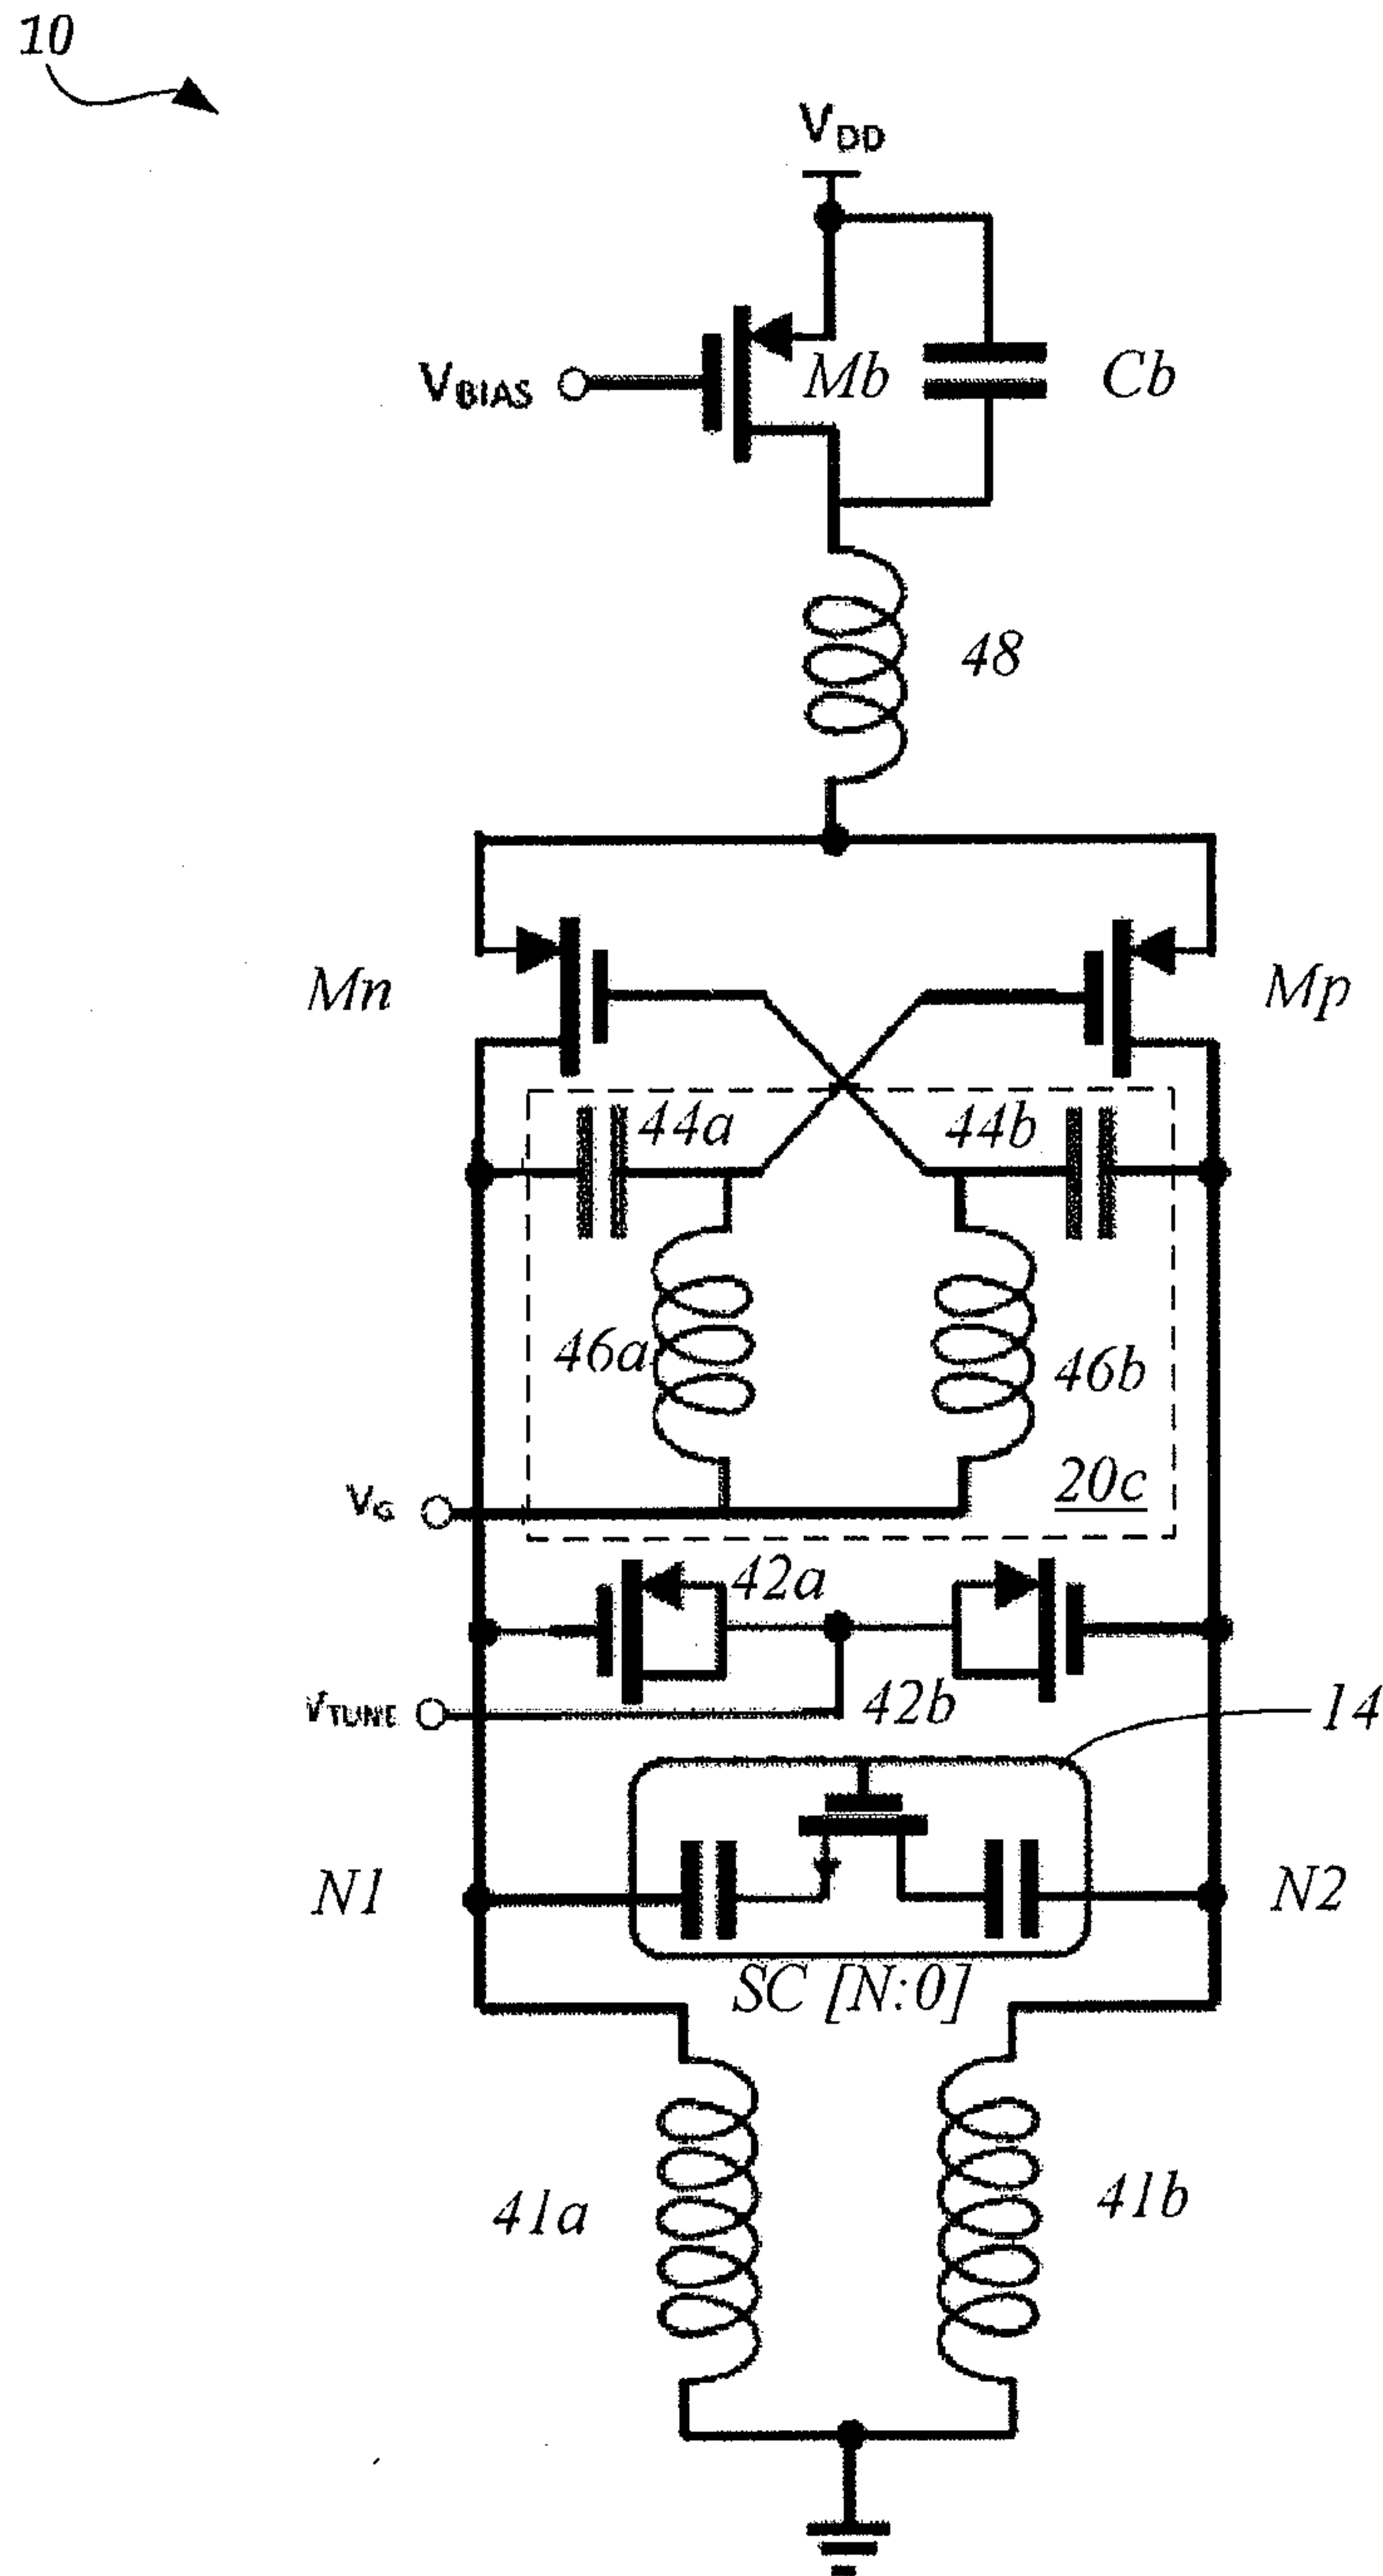 10
VDD
VBIAS
Mb
Cb
48
Mn
Mp
44a
44b
46a
46b
VG
20c
42a
VTUNE
42b
14
N1
N2
SC [N:0]
41a
41b